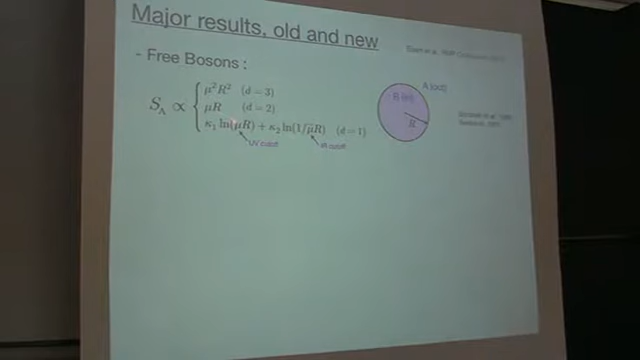 Major results, old and new
- Free Bosons :
S_A ∝ { μ²R² (d = 3)
μR (d = 2)
κ₁ ln(μR) + κ₂ ln(1/μ̃R) (d = 1)
UV cutoff
IR cutoff
A (out)
B (in)
R